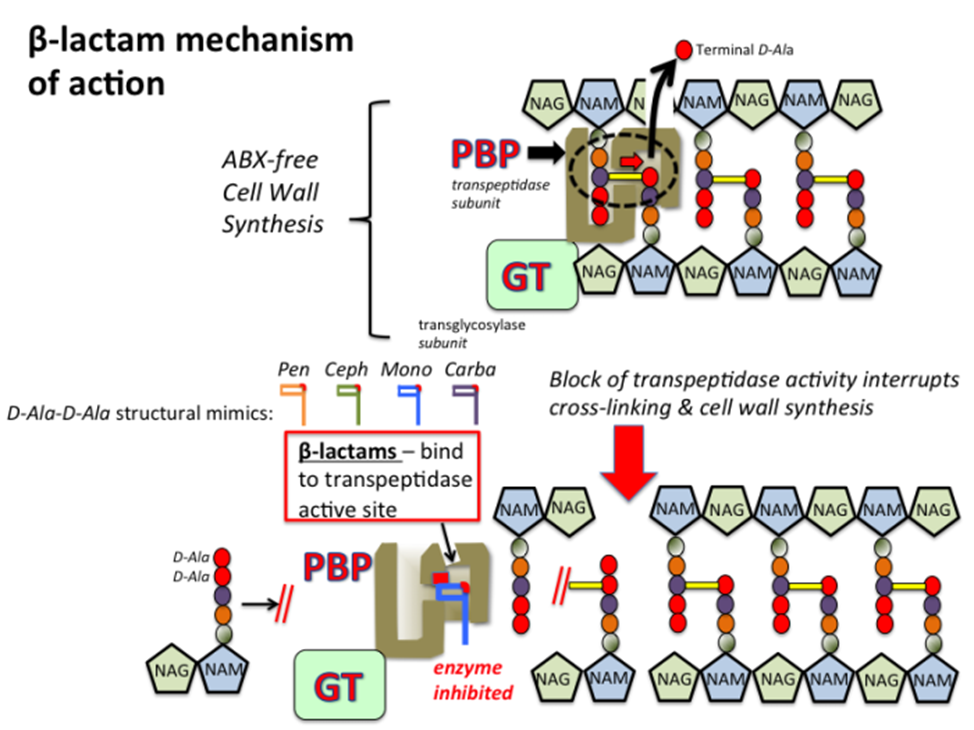 β-lactam mechanism
of action
Terminal D-Ala
NAG NAM N NAM NAG NAM NAG
ABX-free
Cell Wall
Synthesis
PBP
transpeptidase
subunit
GT
NAG NAM NAG NAM NAG NAM
transglycosylase
subunit
Pen Ceph Mono Carba
D-Ala-D-Ala structural mimics:
Block of transpeptidase activity interrupts
cross-linking & cell wall synthesis
β-lactams – bind
to transpeptidase
active site
NAM NAG NAM NAG NAM NAG NAM NAG
D-Ala
D-Ala
PBP
NAG NAM
GT
enzyme
inhibited
NAG NAM NAG NAM NAG NAM NAG NAM